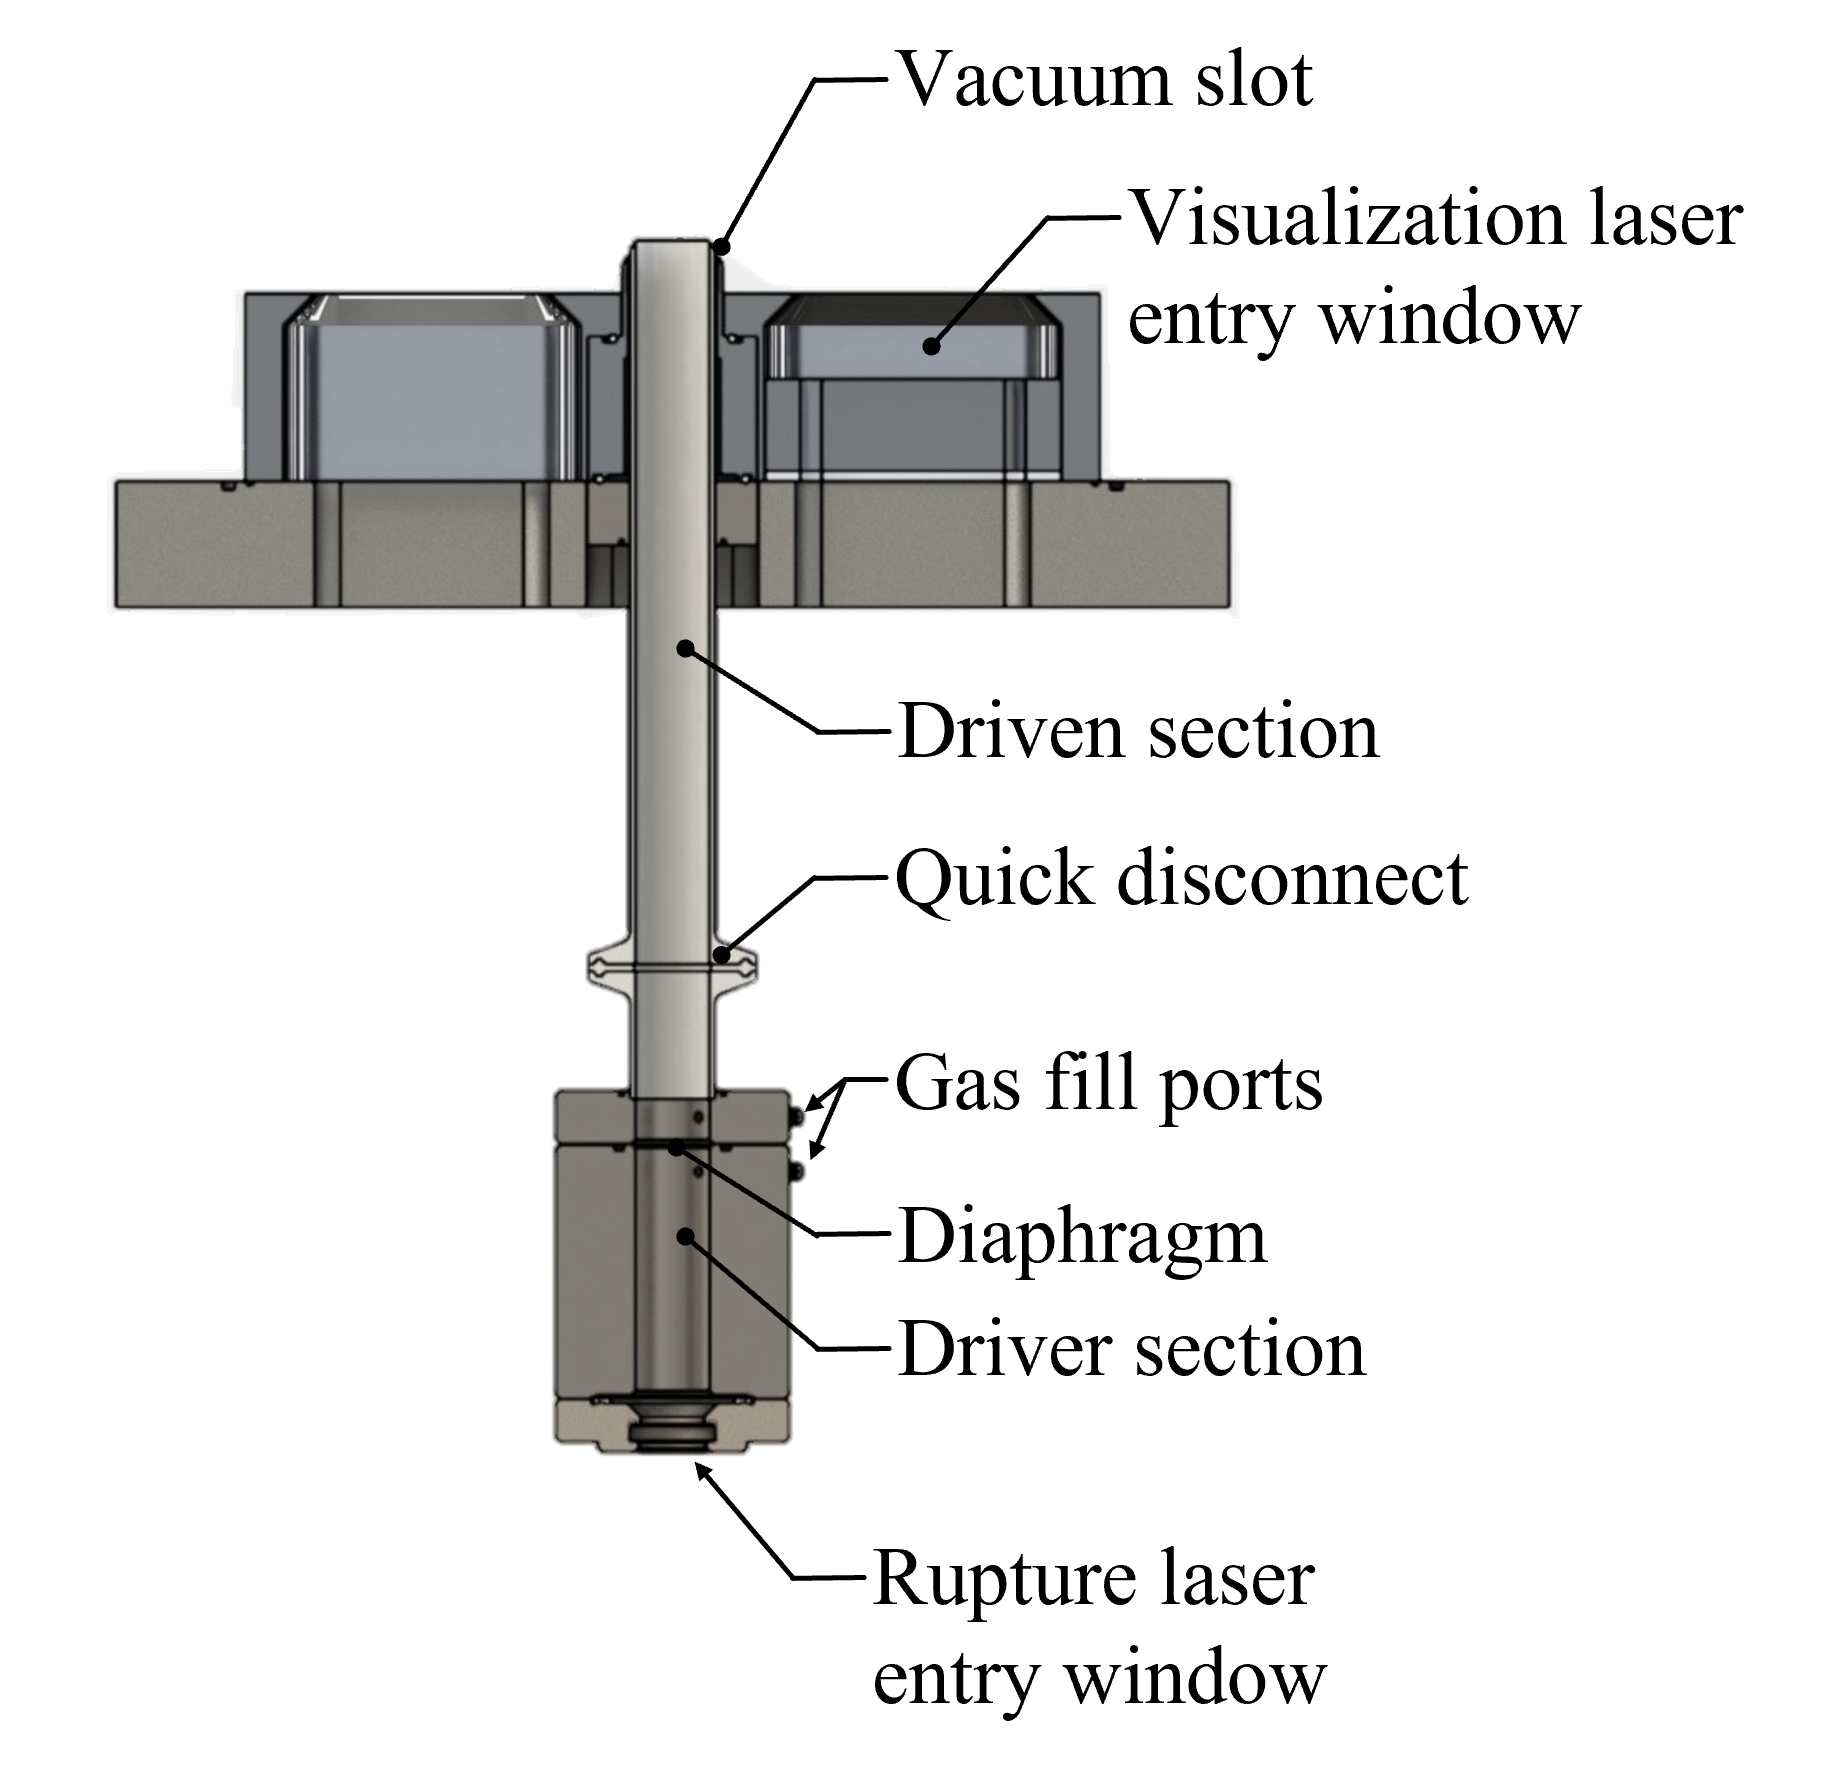 Vacuum slot
Visualization laser
entry window
Driven section
Quick disconnect
Gas fill ports
Diaphragm
Driver section
Rupture laser
entry window